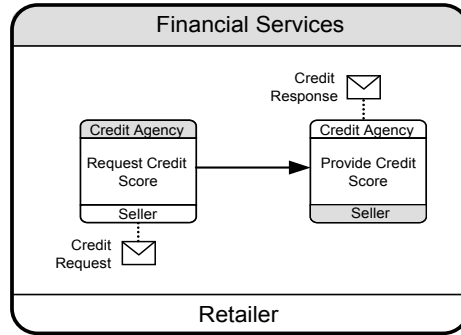 Financial Services
Credit
Response
Credit Agency
Request Credit
Score
Seller
Credit
Request
Credit Agency
Provide Credit
Score
Seller
Retailer